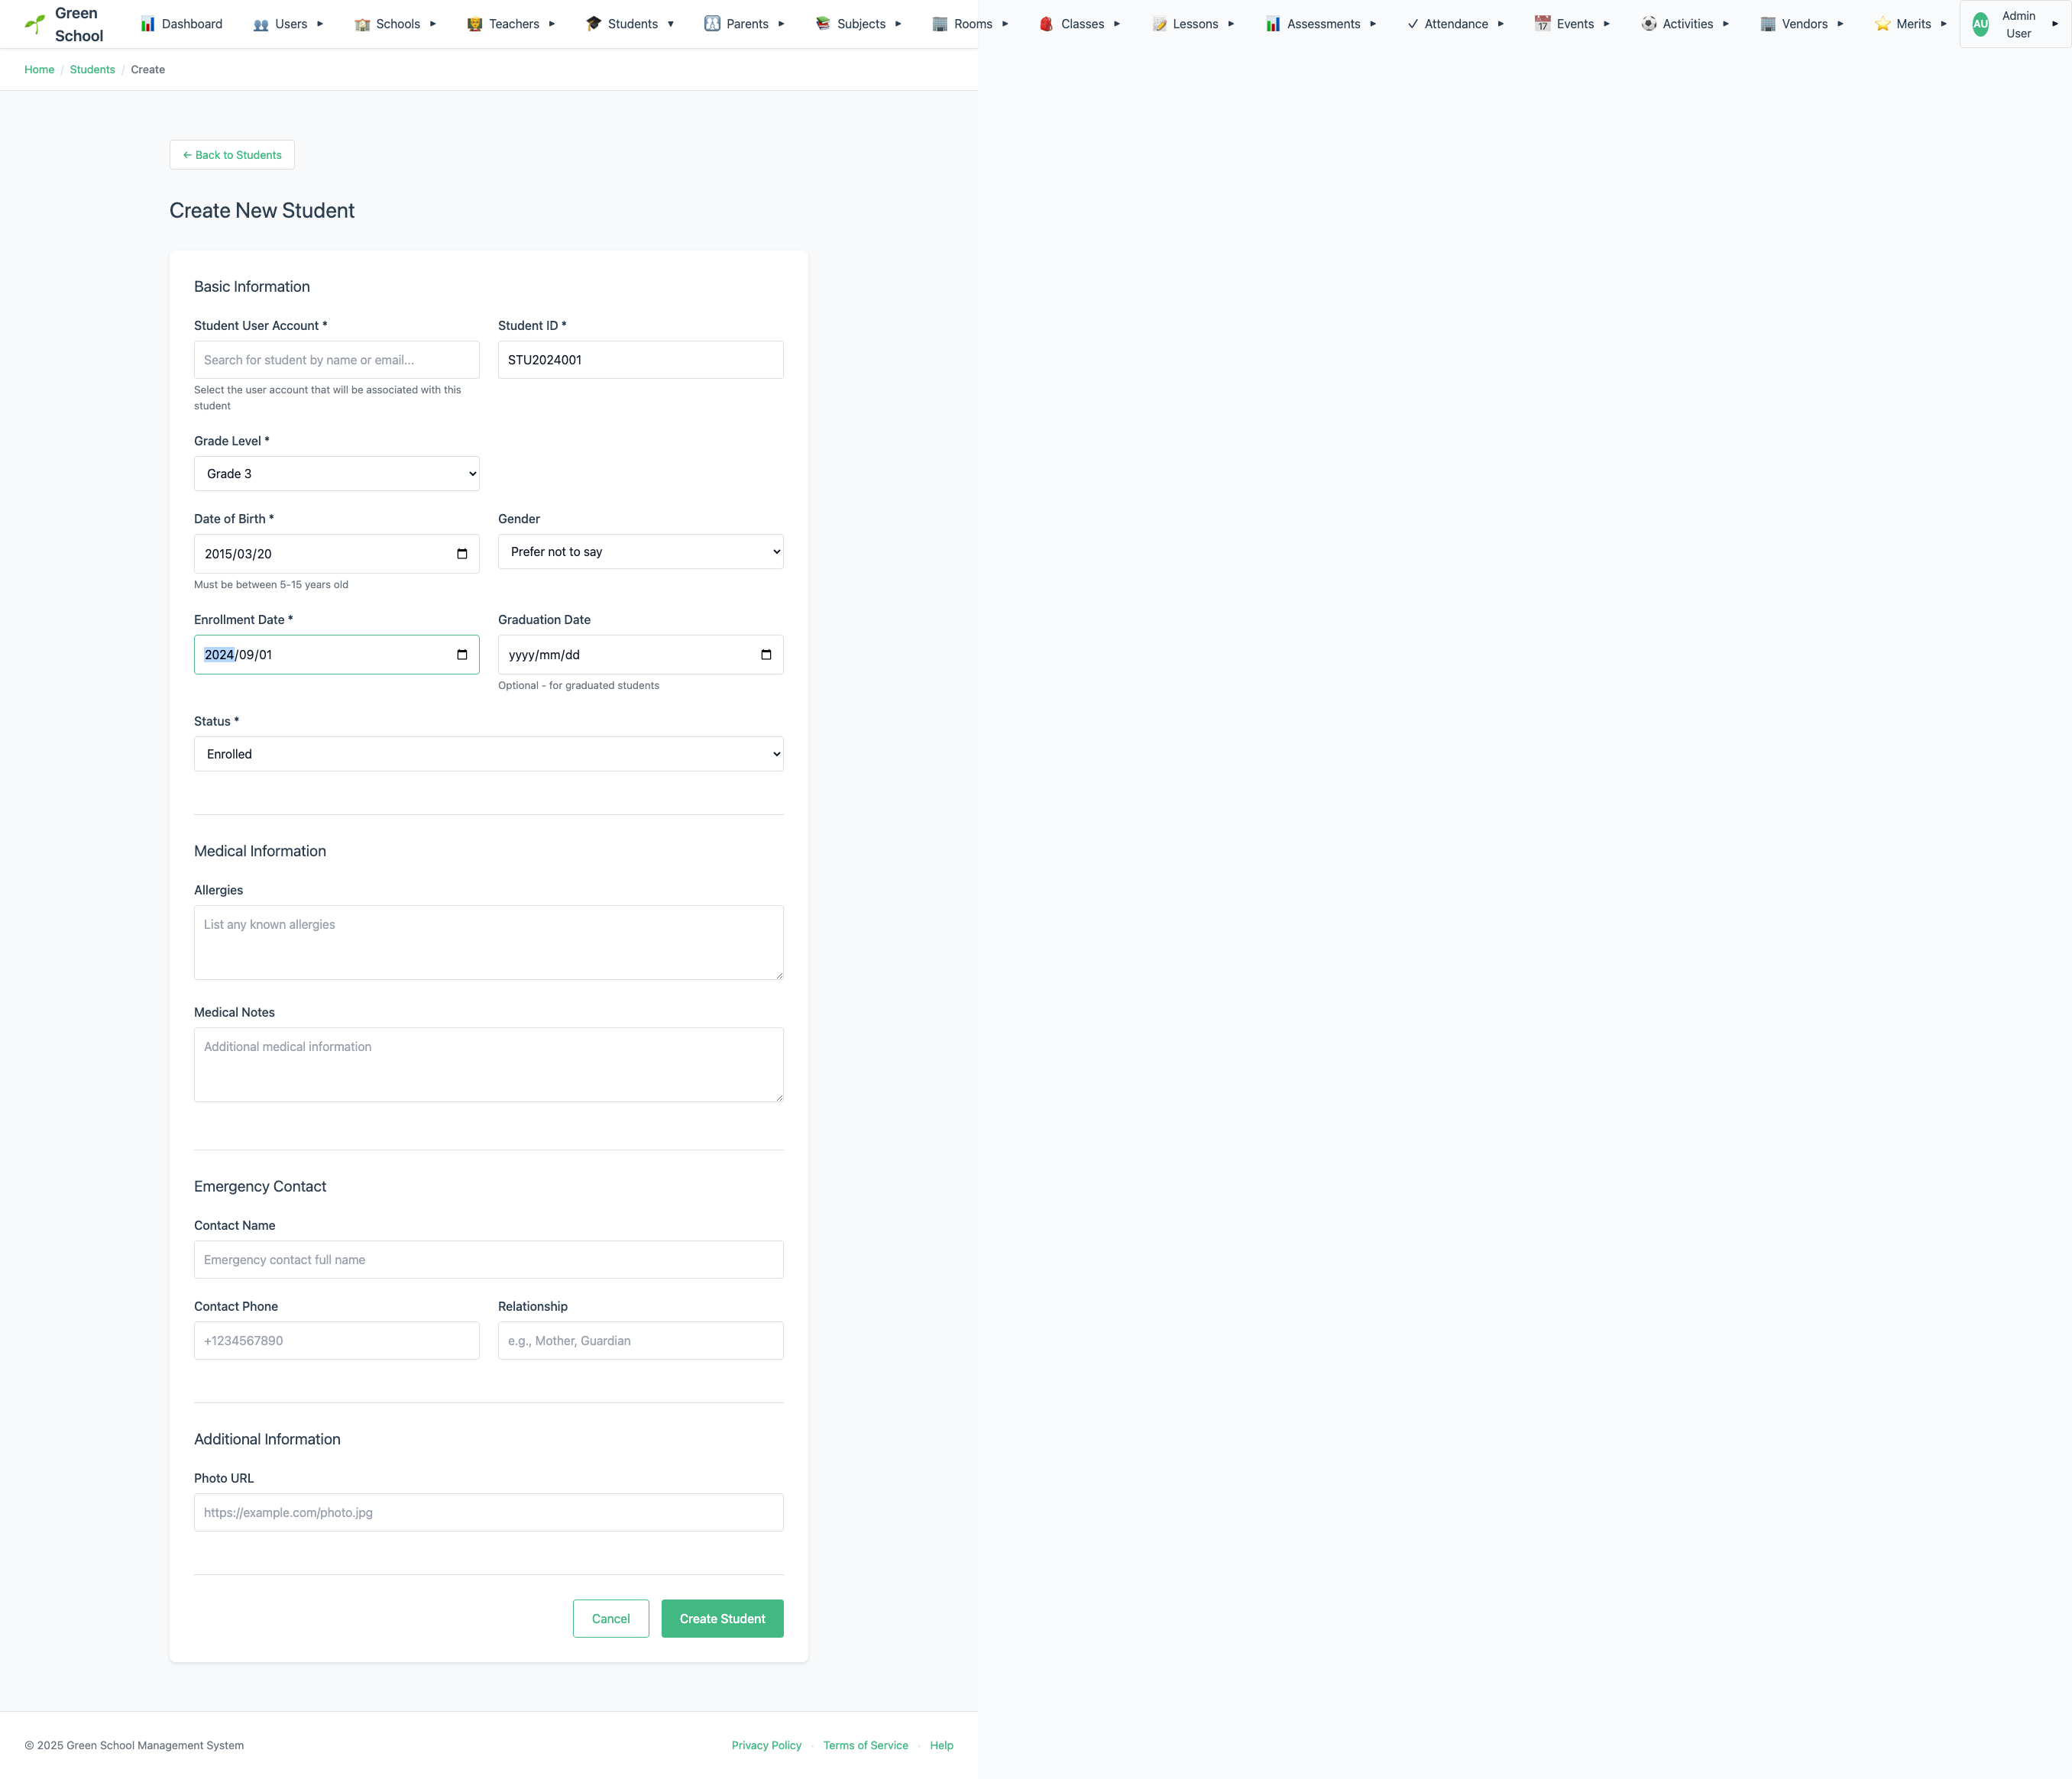 Green School
Dashboard
Users
Schools
Teachers
Students
Parents
Subjects
Rooms
Classes
Lessons
Assessments
Attendance
Events
Activities
Vendors
Merits
AU
Admin User
Home / Students / Create
← Back to Students
Create New Student
Basic Information
Student User Account *
Search for student by name or email...
Select the user account that will be associated with this
student
Student ID *
STU2024001
Grade Level *
Grade 3
Date of Birth *
2015/03/20
Must be between 5-15 years old
Gender
Prefer not to say
Enrollment Date *
2024/09/01
Graduation Date
yyyy/mm/dd
Optional - for graduated students
Status *
Enrolled
Medical Information
Allergies
List any known allergies
Medical Notes
Additional medical information
Emergency Contact
Contact Name
Emergency contact full name
Contact Phone
+1234567890
Relationship
e.g., Mother, Guardian
Additional Information
Photo URL
https://example.com/photo.jpg
Cancel
Create Student
© 2025 Green School Management System
Privacy Policy · Terms of Service · Help